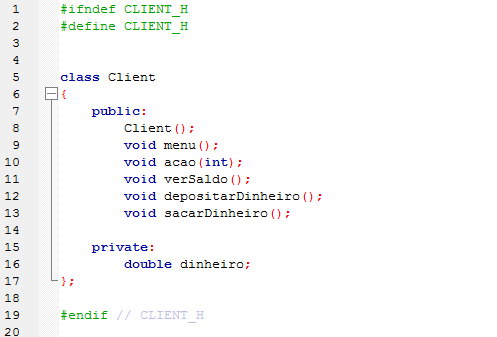 1 #ifndef CLIENT_H
2 #define CLIENT_H
3
4
5 class Client
6 {
7 public:
8 Client();
9 void menu();
10 void acao(int);
11 void verSaldo();
12 void depositarDinheiro();
13 void sacarDinheiro();
14
15 private:
16 double dinheiro;
17 };
18
19 #endif // CLIENT_H
20